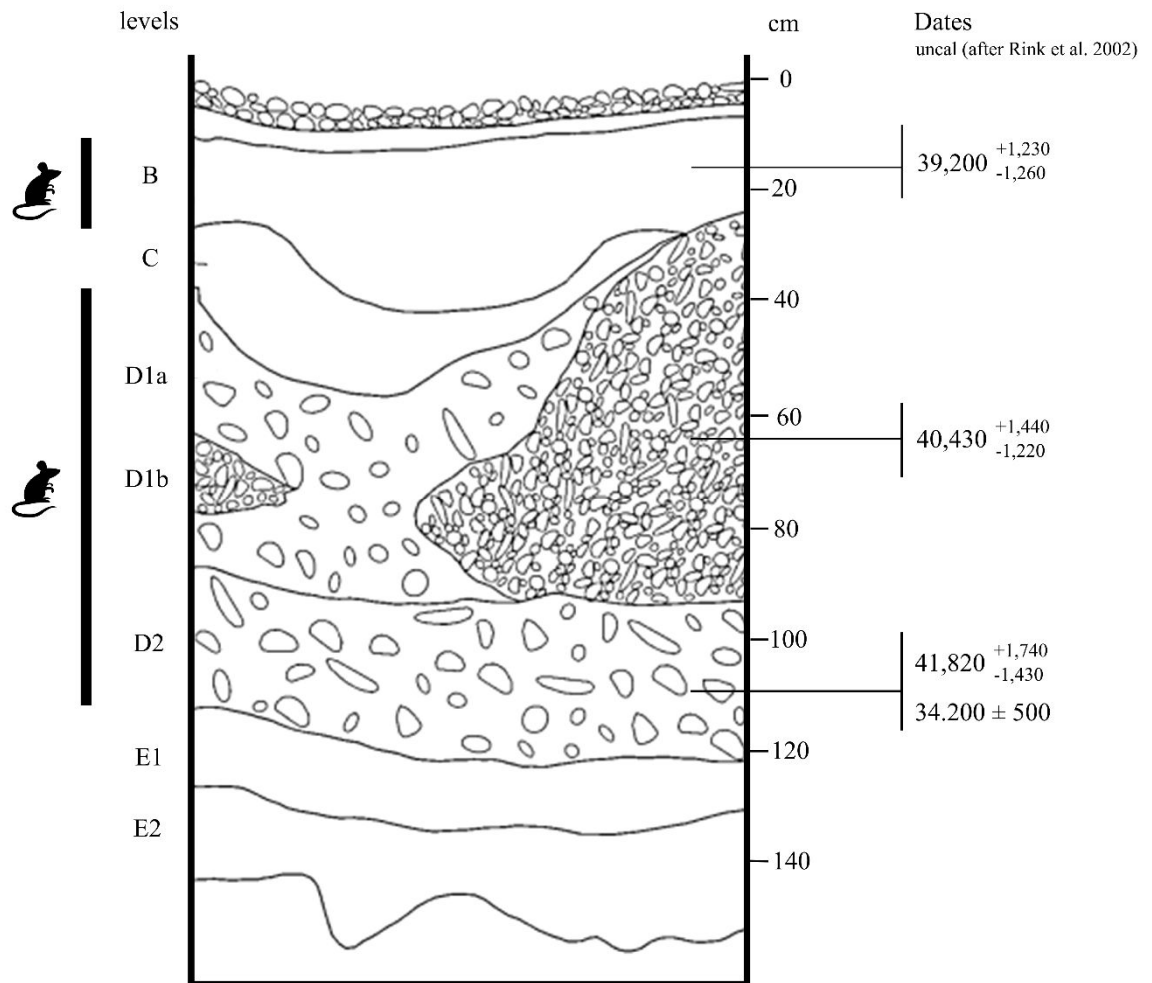 levels
cm
Dates
uncal (after Rink et al. 2002)
0
B
39,200 +1,230
-1,260
20
C
40
D1a
60
40,430 +1,440
-1,220
D1b
80
D2
100
41,820 +1,740
-1,430
34.200 ± 500
E1
120
E2
140